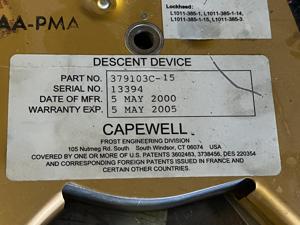 AA-PMA
Lockheed:
L1011-385-1, L1011-385-1-14,
L1011-385-1-15, L1011-385-3
DESCENT DEVICE
PART NO. 379103C-15
SERIAL NO. 13394
DATE OF MFR. 5 MAY 2000
WARRANTY EXP. 5 MAY 2005
CAPEWELL
FROST ENGINEERING DIVISION
105 Nutmeg Rd. South South Windsor, CT 06074 USA
COVERED BY ONE OR MORE OF U.S. PATENTS 3602483, 3738456, DES 220354
AND CORRESPONDING FOREIGN PATENTS ISSUED IN FRANCE AND
CERTAIN OTHER COUNTRIES.